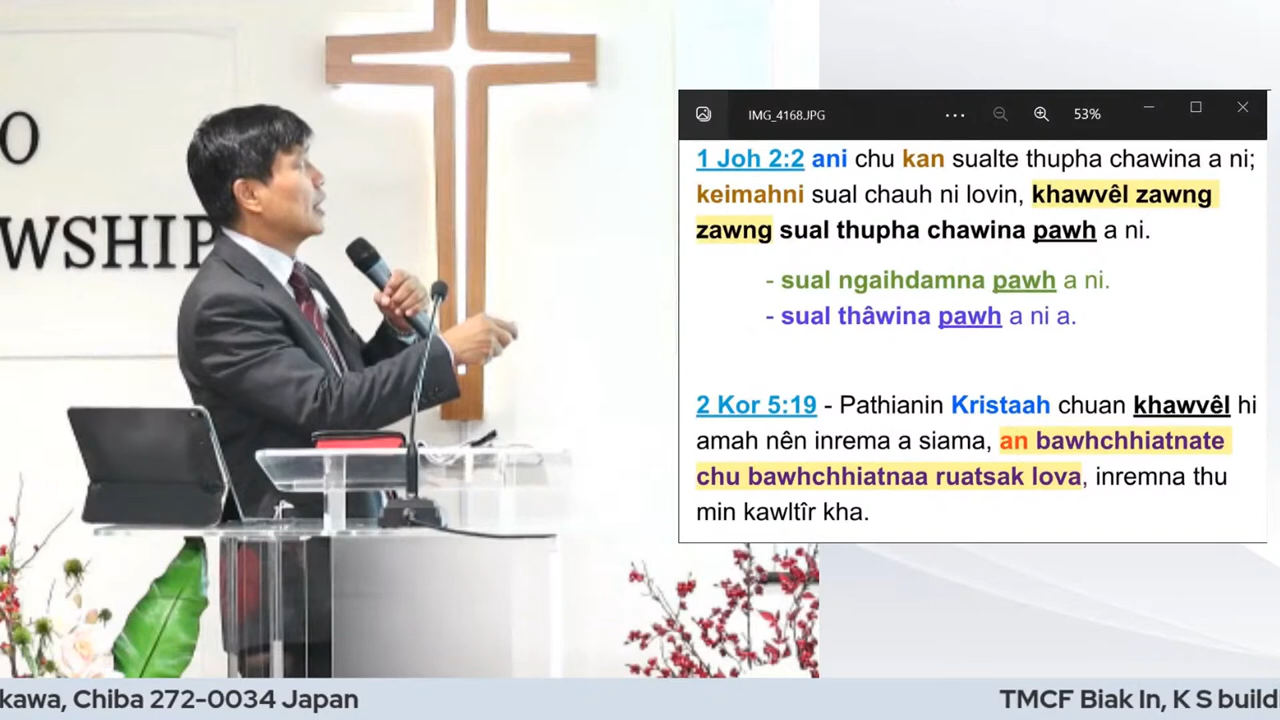 O
WSHIP
IMG_4168.JPG
53%
1 Joh 2:2 ani chu kan sualte thupha chawina a ni;
keimahni sual chauh ni lovin, khawvêl zawng
zawng sual thupha chawina pawh a ni.
- sual ngaihdamna pawh a ni.
- sual thâwina pawh a ni a.
2 Kor 5:19 - Pathianin Kristaah chuan khawvêl hi
amah nên inrema a siama, an bawhchhiatnate
chu bawhchhiatnaa ruatsak lova, inremna thu
min kawltîr kha.
kawa, Chiba 272-0034 Japan
TMCF Biak In, K S build